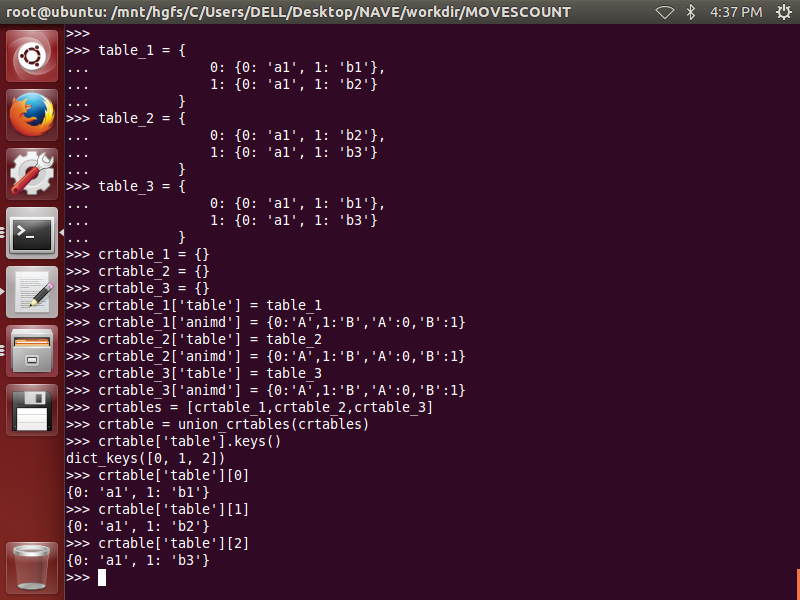 root@ubuntu: /mnt/hgfs/C/Users/DELL/Desktop/NAVE/workdir/MOVESCOUNT 4:37 PM
>>>
>>> table_1 = {
...               0: {0: 'a1', 1: 'b1'},
...               1: {0: 'a1', 1: 'b2'}
...           }
>>> table_2 = {
...               0: {0: 'a1', 1: 'b2'},
...               1: {0: 'a1', 1: 'b3'}
...           }
>>> table_3 = {
...               0: {0: 'a1', 1: 'b1'},
...               1: {0: 'a1', 1: 'b3'}
...           }
>>> crtable_1 = {}
>>> crtable_2 = {}
>>> crtable_3 = {}
>>> crtable_1['table'] = table_1
>>> crtable_1['animd'] = {0:'A',1:'B','A':0,'B':1}
>>> crtable_2['table'] = table_2
>>> crtable_2['animd'] = {0:'A',1:'B','A':0,'B':1}
>>> crtable_3['table'] = table_3
>>> crtable_3['animd'] = {0:'A',1:'B','A':0,'B':1}
>>> crtables = [crtable_1,crtable_2,crtable_3]
>>> crtable = union_crtables(crtables)
>>> crtable['table'].keys()
dict_keys([0, 1, 2])
>>> crtable['table'][0]
{0: 'a1', 1: 'b1'}
>>> crtable['table'][1]
{0: 'a1', 1: 'b2'}
>>> crtable['table'][2]
{0: 'a1', 1: 'b3'}
>>>